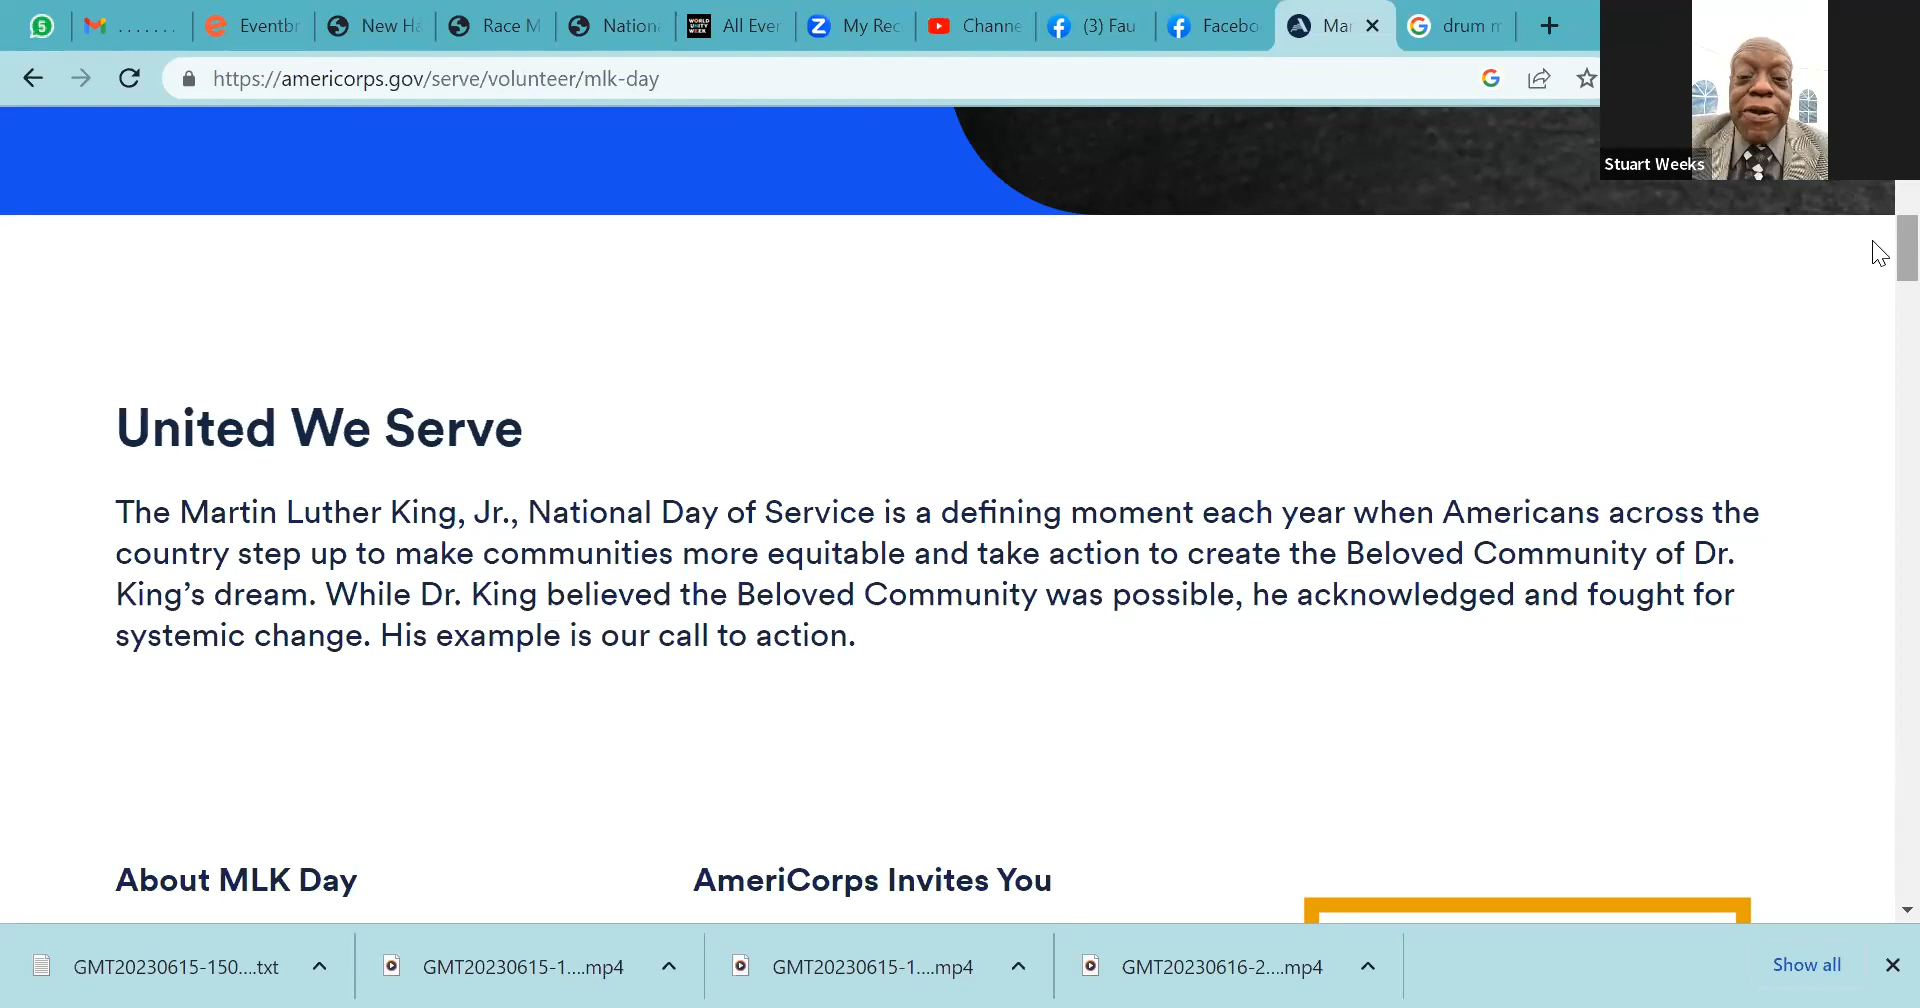 5
.......
Eventbr
New Ha
Race M
Nationa
WORLD UNITY WEEK
All Ever
My Rec
Channe
(3) Fau
Facebo
Mar
drum m
https://americorps.gov/serve/volunteer/mlk-day
Stuart Weeks
United We Serve
The Martin Luther King, Jr., National Day of Service is a defining moment each year when Americans across the
country step up to make communities more equitable and take action to create the Beloved Community of Dr.
King’s dream. While Dr. King believed the Beloved Community was possible, he acknowledged and fought for
systemic change. His example is our call to action.
About MLK Day
AmeriCorps Invites You
GMT20230615-150....txt
GMT20230615-1....mp4
GMT20230615-1....mp4
GMT20230616-2....mp4
Show all